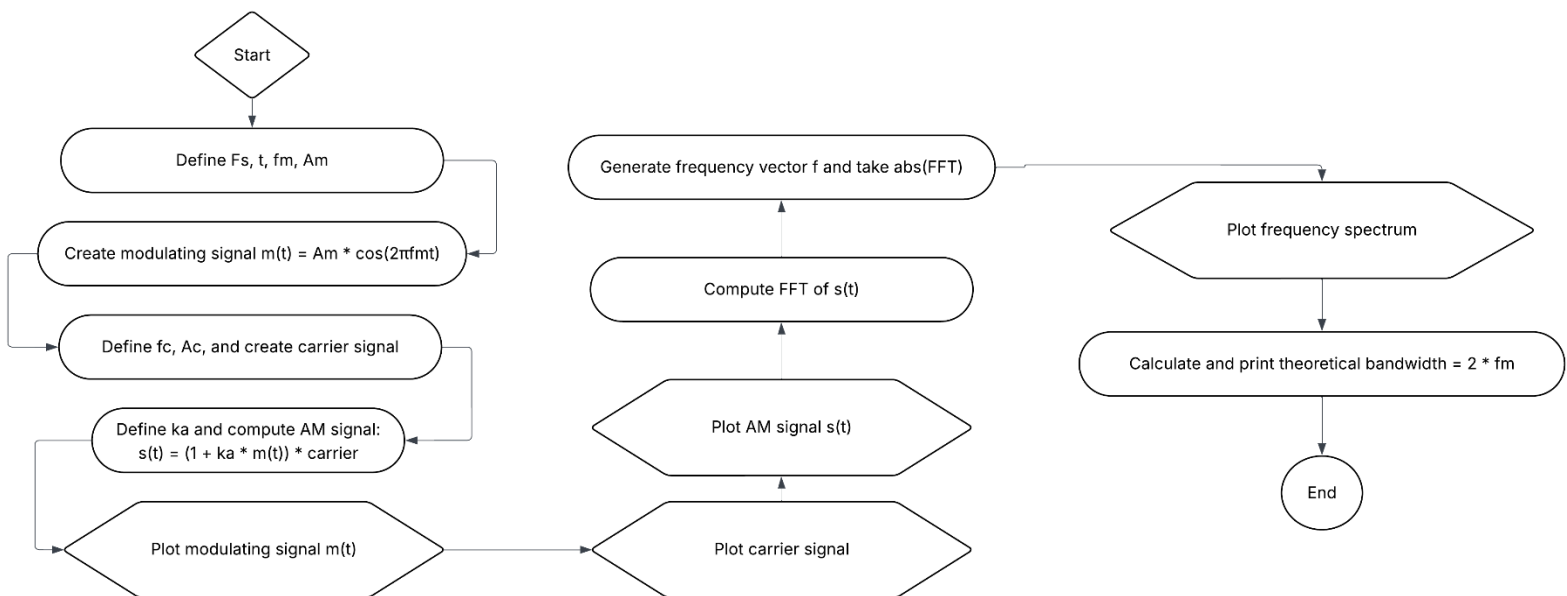 Start
Define Fs, t, fm, Am
Create modulating signal m(t) = Am * cos(2πfmt)
Define fc, Ac, and create carrier signal
Define ka and compute AM signal:
s(t) = (1 + ka * m(t)) * carrier
Plot modulating signal m(t)
Plot carrier signal
Plot AM signal s(t)
Compute FFT of s(t)
Generate frequency vector f and take abs(FFT)
Plot frequency spectrum
Calculate and print theoretical bandwidth = 2 * fm
End